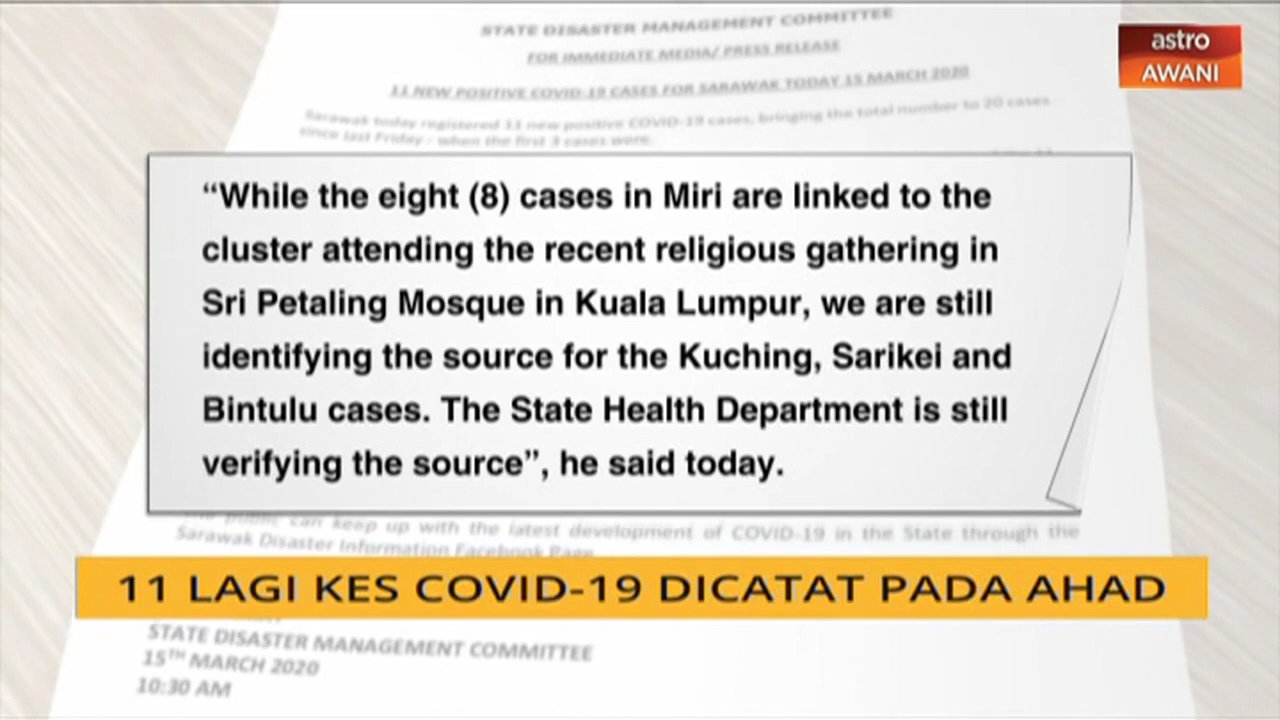 STATE DISASTER MANAGEMENT COMMITTEE
FOR IMMEDIATE MEDIA/ PRESS RELEASE
11 NEW POSITIVE COVID-19 CASES FOR SARAWAK TODAY 15 MARCH 2020
Sarawak today registered 11 new positive COVID-19 cases, bringing the total number to 20 cases
since last Friday - when the first 3 cases were.
astro
AWANI
“While the eight (8) cases in Miri are linked to the
cluster attending the recent religious gathering in
Sri Petaling Mosque in Kuala Lumpur, we are still
identifying the source for the Kuching, Sarikei and
Bintulu cases. The State Health Department is still
verifying the source”, he said today.
The public can keep up with the latest development of COVID-19 in the State through the
Sarawak Disaster Information Facebook Page
11 LAGI KES COVID-19 DICATAT PADA AHAD
STATE DISASTER MANAGEMENT COMMITTEE
15TH MARCH 2020
10:30 AM